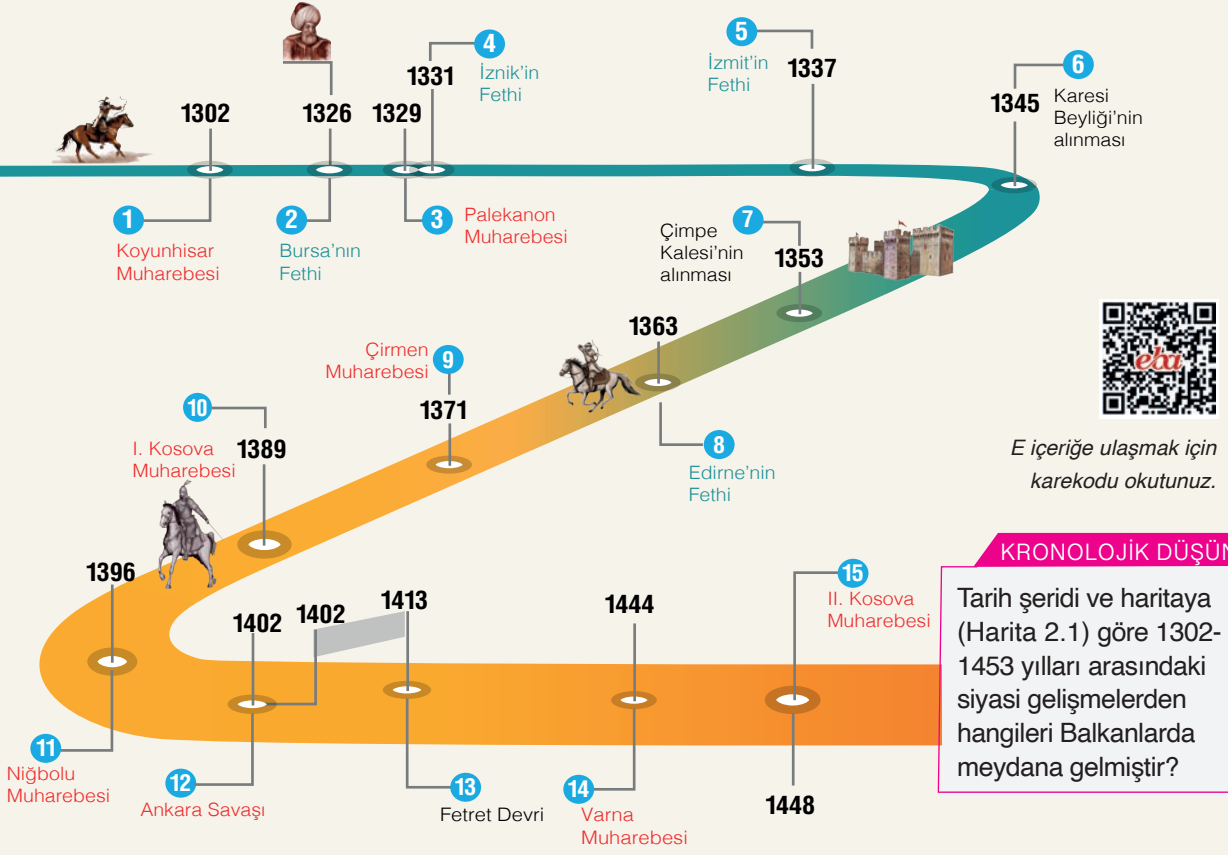 1302
1
Koyunhisar
Muharebesi
1326
2
Bursa'nın
Fethi
1329
3
Palekanon
Muharebesi
1331
4
İznik'in
Fethi
5
İzmit'in
Fethi
1337
6
1345
Karesi
Beyliği'nin
alınması
7
Çimpe
Kalesi'nin
alınması
1353
1363
8
Edirne'nin
Fethi
9
Çirmen
Muharebesi
1371
10
I. Kosova
Muharebesi
1389
1396
11
Niğbolu
Muharebesi
1402
12
Ankara Savaşı
1402
1413
13
Fetret Devri
1444
14
Varna
Muharebesi
15
II. Kosova
Muharebesi
1448
eba
E içeriğe ulaşmak için
karekodu okutunuz.
KRONOLOJİK DÜŞÜN
Tarih şeridi ve haritaya
(Harita 2.1) göre 1302-
1453 yılları arasındaki
siyasi gelişmelerden
hangileri Balkanlarda
meydana gelmiştir?